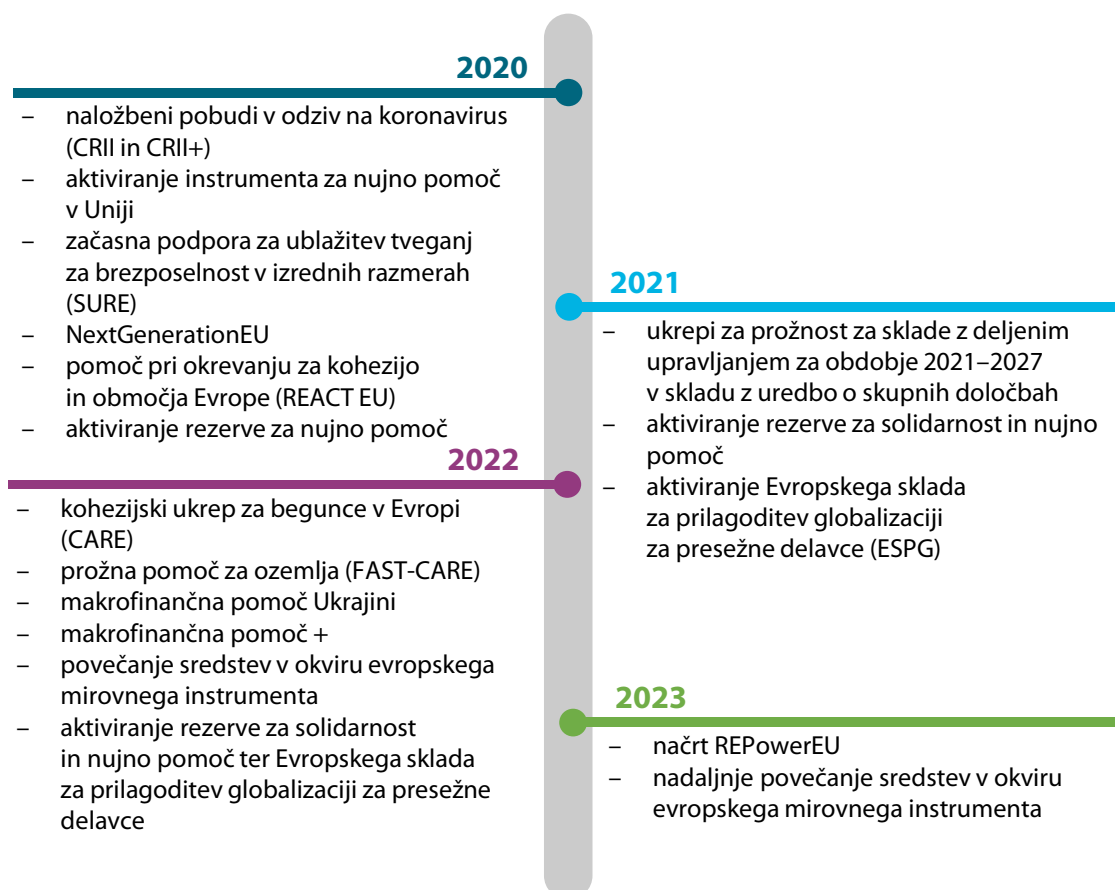 2020
– naložbeni pobudi v odziv na koronavirus
(CRII in CRII+)
– aktiviranje instrumenta za nujno pomoč
v Uniji
– začasna podpora za ublažitev tveganj
za brezposelnost v izrednih razmerah
(SURE)
– NextGenerationEU
– pomoč pri okrevanju za kohezijo
in območja Evrope (REACT EU)
– aktiviranje rezerve za nujno pomoč
2021
– ukrepi za prožnost za sklade z deljenim
upravljanjem za obdobje 2021–2027
v skladu z uredbo o skupnih določbah
– aktiviranje rezerve za solidarnost in nujno
pomoč
– aktiviranje Evropskega sklada
za prilagoditev globalizaciji
za presežne delavce (ESPG)
2022
– kohezijski ukrep za begunce v Evropi
(CARE)
– prožna pomoč za ozemlja (FAST-CARE)
– makrofinančna pomoč Ukrajini
– makrofinančna pomoč +
– povečanje sredstev v okviru evropskega
mirovnega instrumenta
– aktiviranje rezerve za solidarnost
in nujno pomoč ter Evropskega sklada
za prilagoditev globalizaciji za presežne
delavce
2023
– načrt REPowerEU
– nadaljnje povečanje sredstev v okviru
evropskega mirovnega instrumenta